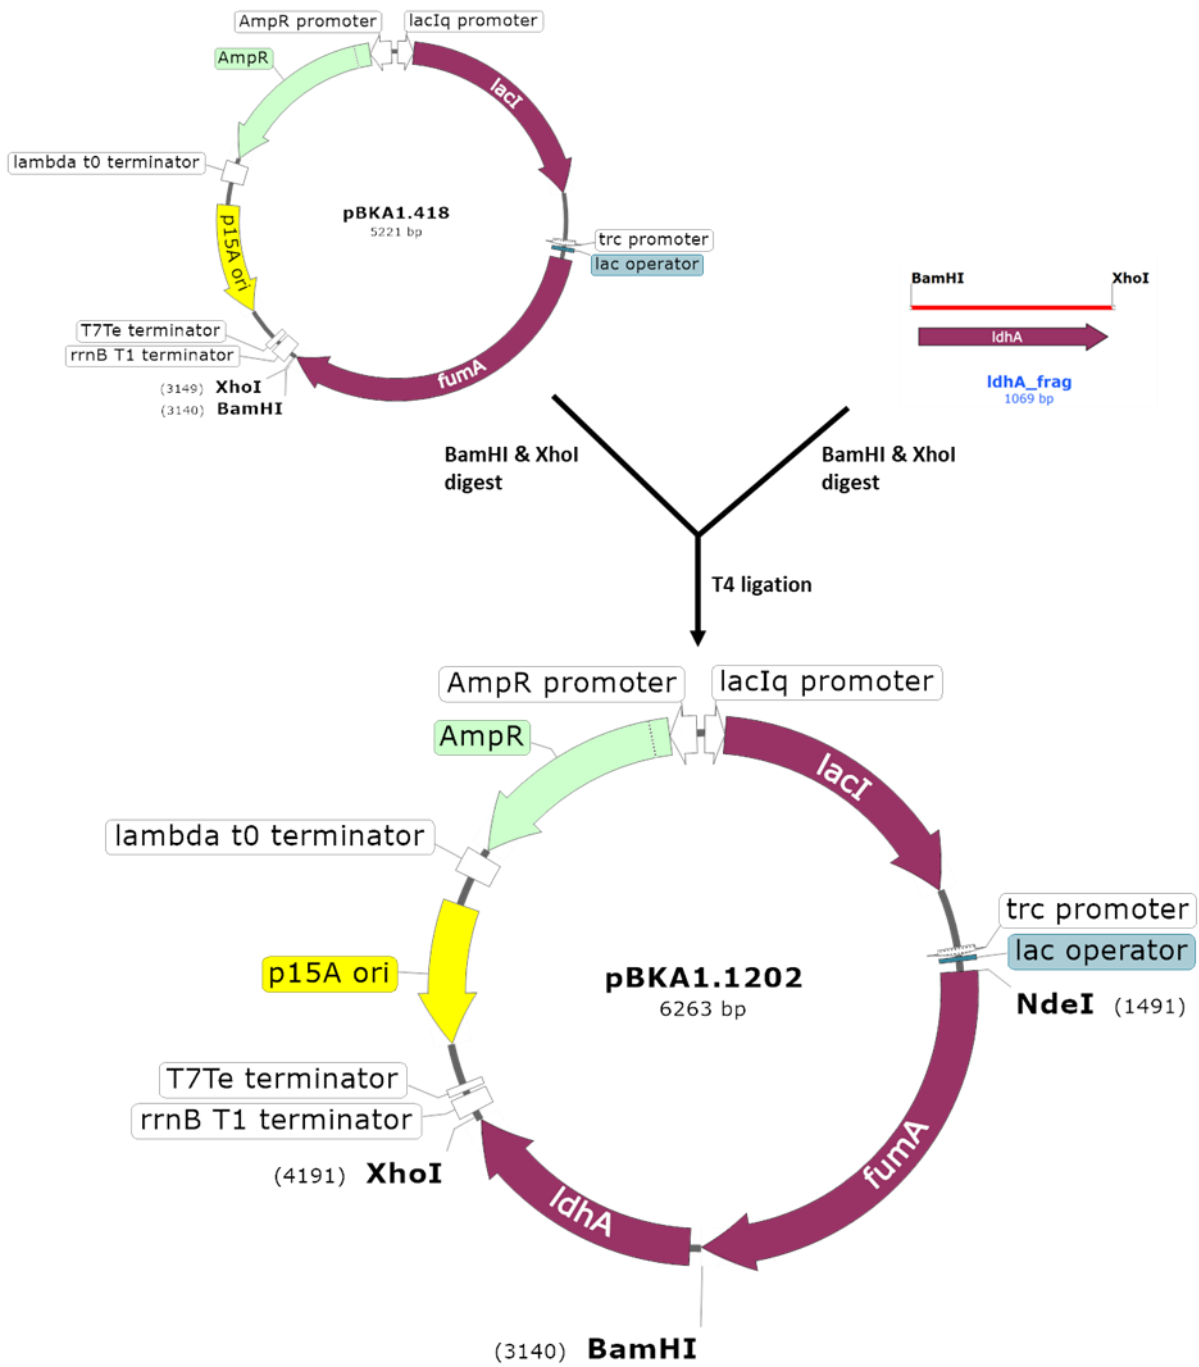 AmpR promoter
lacIq promoter
AmpR
lacI
lambda t0 terminator
pBKA1.418
5221 bp
p15A ori
trc promoter
lac operator
T7Te terminator
rrnB T1 terminator
(3149) XhoI
(3140) BamHI
fumA
BamHI
XhoI
ldhA
ldhA_frag
1069 bp
BamHI & XhoI
digest
BamHI & XhoI
digest
T4 ligation
AmpR promoter
lacIq promoter
AmpR
lacI
lambda t0 terminator
trc promoter
lac operator
p15A ori
pBKA1.1202
6263 bp
NdeI (1491)
T7Te terminator
rrnB T1 terminator
fumA
(4191) XhoI
ldhA
(3140) BamHI